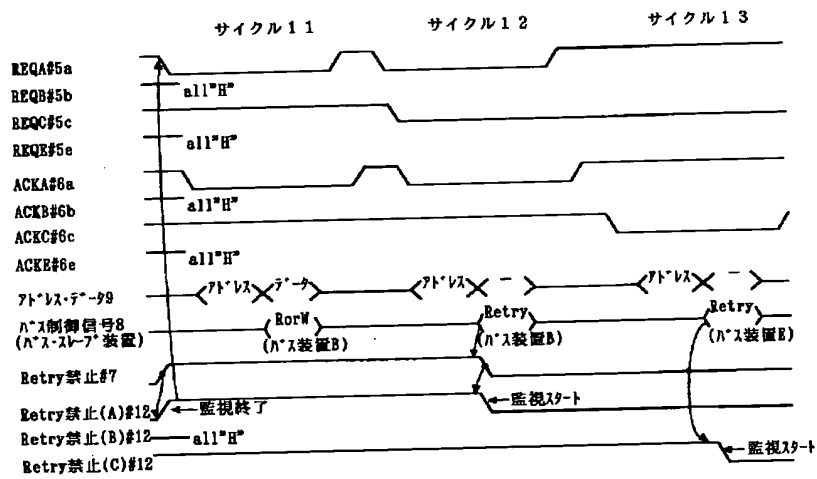 サイクル11 サイクル12 サイクル13
REQA#5a
REQB#5b all"H"
REQC#5c
REQE#5e all"H"
ACKA#6a
ACKB#6b all"H"
ACKC#6c
ACKE#6e all"H"
アドレス・データ9 アドレス データ アドレス - アドレス -
バス制御信号8 RorW Retry Retry
(バス・スレーブ装置) (バス装置B) (バス装置B) (バス装置E)
Retry禁止#7
Retry禁止(A)#12 監視終了 監視スタート
Retry禁止(B)#12 all"H"
Retry禁止(C)#12 監視スタート